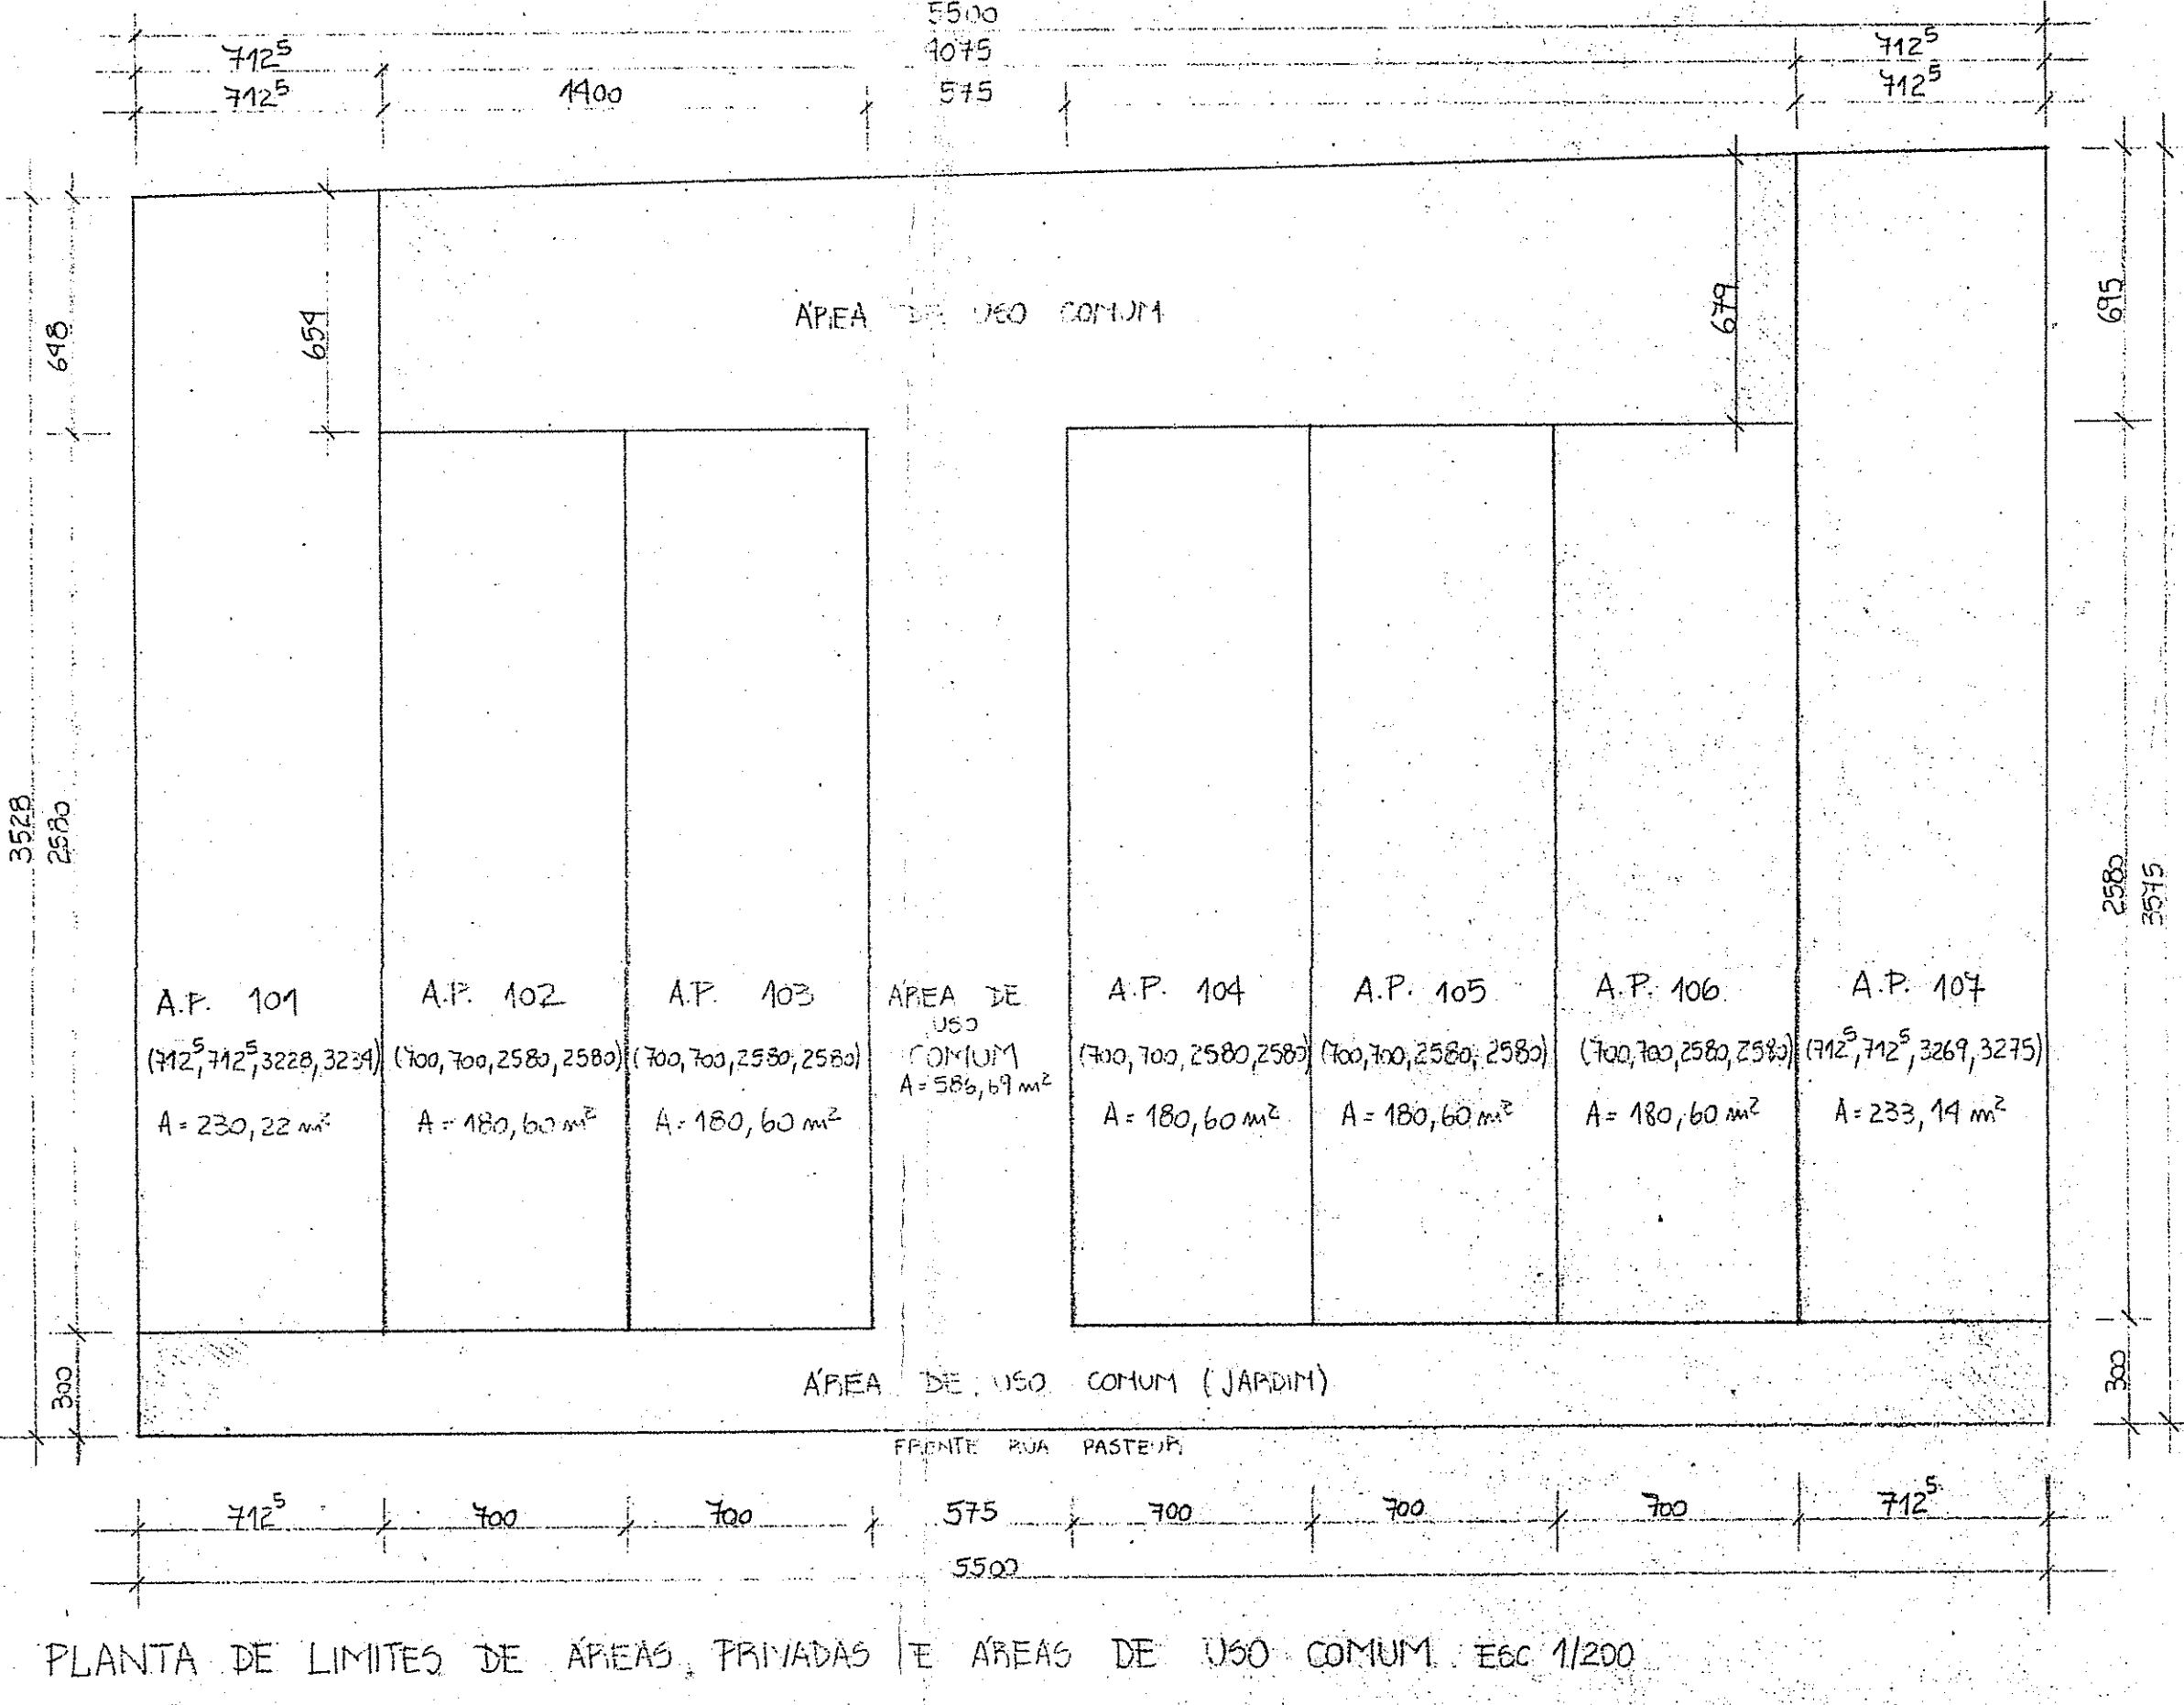 5500
712⁵ 4075 712⁵
712⁵ 1400 575 712⁵
648
654
ÁREA DE USO COMUM
679
695
3528
2580
2580
3575
A.P. 101
(712⁵,712⁵,3228,3234)
A=230,22 m²
A.P. 102
(700,700,2580,2580)
A=180,60 m²
A.P. 103
(700,700,2580,2580)
A=180,60 m²
ÁREA DE
USO
COMUM
A=586,69 m²
A.P. 104
(700,700,2580,2580)
A=180,60 m²
A.P. 105
(700,700,2580,2580)
A=180,60 m²
A.P. 106
(700,700,2580,2580)
A=180,60 m²
A.P. 107
(712⁵,712⁵,3269,3275)
A=233,14 m²
300
ÁREA DE USO COMUM (JARDIM)
300
FRENTE RUA PASTEUR
712⁵ 700 700 575 700 700 700 712⁵
5500
PLANTA DE LIMITES DE ÁREAS PRIVADAS E ÁREAS DE USO COMUM ESC 1/200